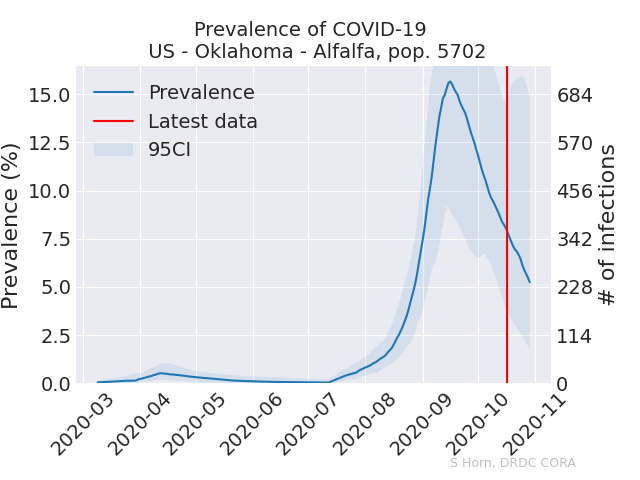 Prevalence of COVID-19
US - Oklahoma - Alfalfa, pop. 5702
Prevalence
Latest data
95CI
Prevalence (%)
15.0
12.5
10.0
7.5
5.0
2.5
0.0
684
570
456
342
228
114
0
# of infections
2020-03
2020-04
2020-05
2020-06
2020-07
2020-08
2020-09
2020-10
2020-11
S Horn, DRDC CORA